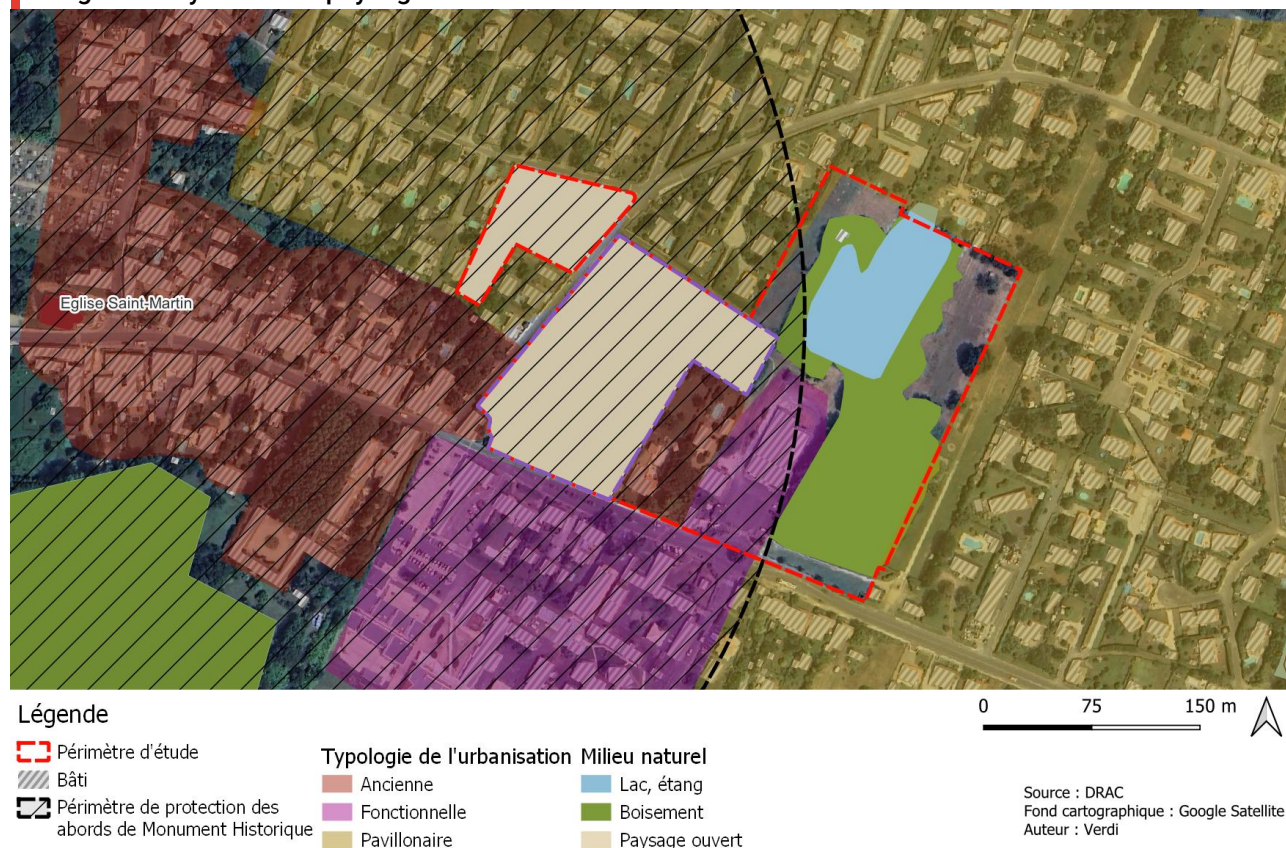 Eglise Saint-Martin
Légende
Périmètre d'étude
Bâti
Périmètre de protection des
abords de Monument Historique
Typologie de l'urbanisation
Ancienne
Fonctionnelle
Pavillonaire
Milieu naturel
Lac, étang
Boisement
Paysage ouvert
0 75 150 m
Source : DRAC
Fond cartographique : Google Satellite
Auteur : Verdi